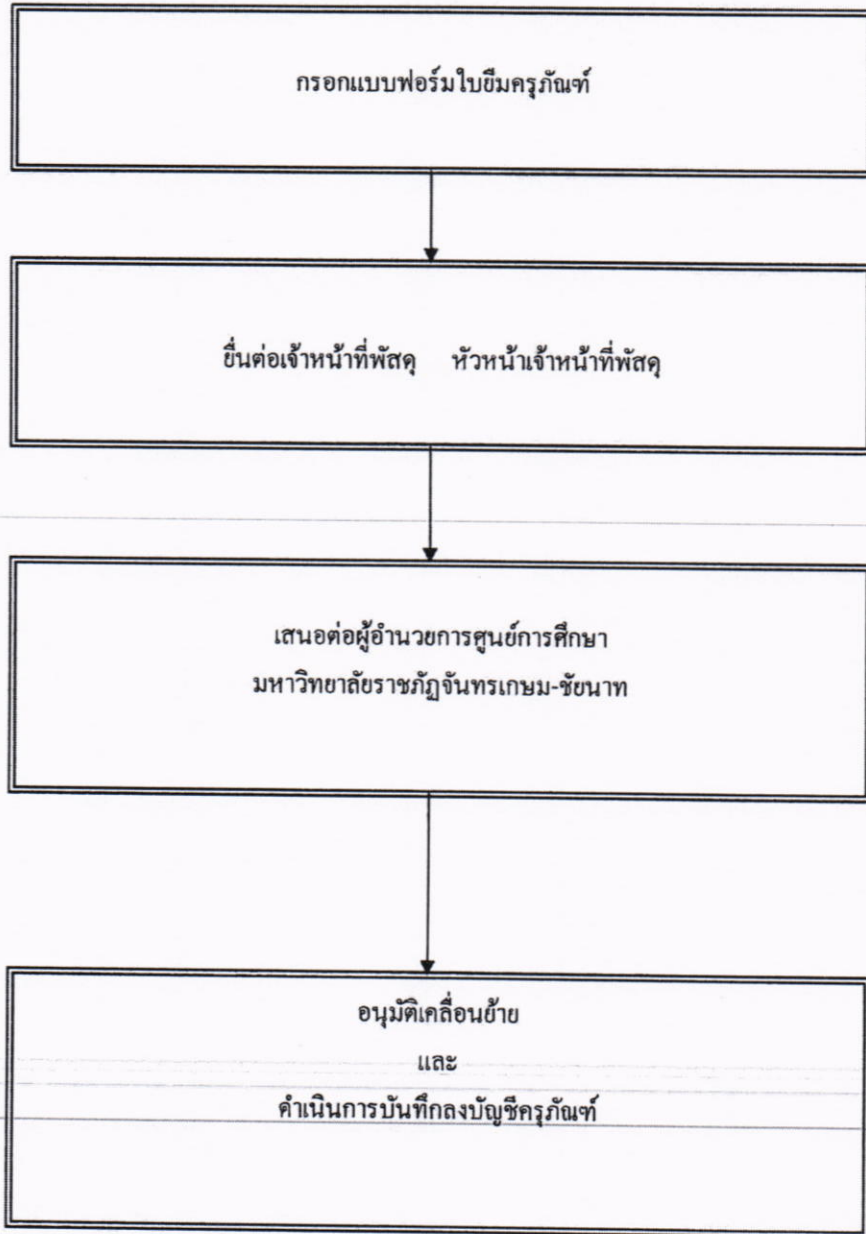 กรอกแบบฟอร์มใบยืมครุภัณฑ์
ยื่นต่อเจ้าหน้าที่พัสดุ หัวหน้าเจ้าหน้าที่พัสดุ
เสนอต่อผู้อำนวยการศูนย์การศึกษา
มหาวิทยาลัยราชภัฏจันทรเกษม-ชัยนาท
อนุมัติเคลื่อนย้าย
และ
ดำเนินการบันทึกลงบัญชีครุภัณฑ์